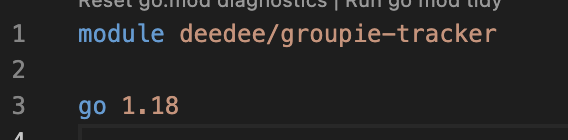 Reset go.mod diagnostics | Run go mod tidy
1 module deedee/groupie-tracker
2
3 go 1.18
4